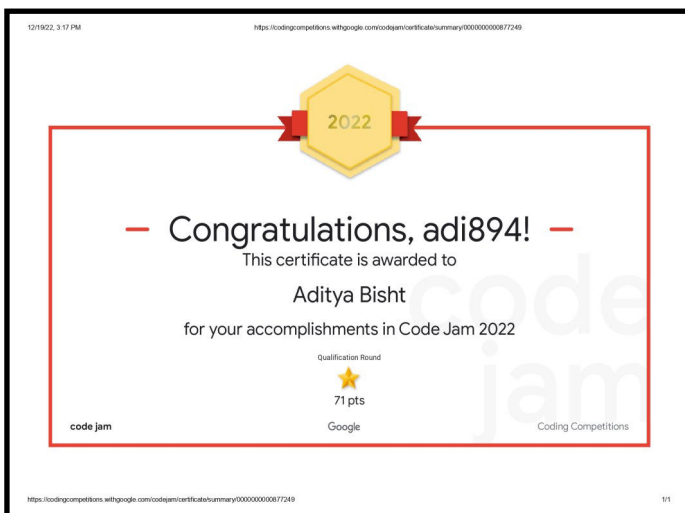 12/19/22, 3:17 PM https://codingcompetitions.withgoogle.com/codejam/certificate/summary/0000000000877249
2022
Congratulations, adi894!
This certificate is awarded to
Aditya Bisht
code
for your accomplishments in Code Jam 2022
jam
Qualification Round
71 pts
code jam Google Coding Competitions
https://codingcompetitions.withgoogle.com/codejam/certificate/summary/0000000000877249 1/1